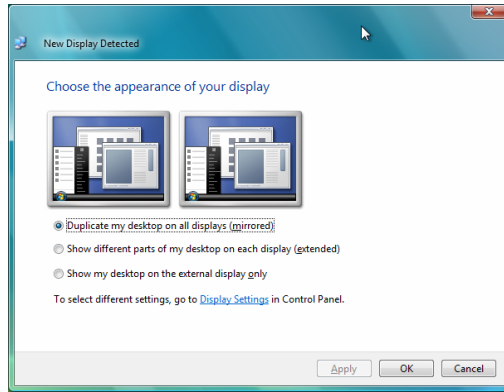 New Display Detected
Choose the appearance of your display
Duplicate my desktop on all displays (mirrored)
Show different parts of my desktop on each display (extended)
Show my desktop on the external display only
To select different settings, go to Display Settings in Control Panel.
Apply OK Cancel